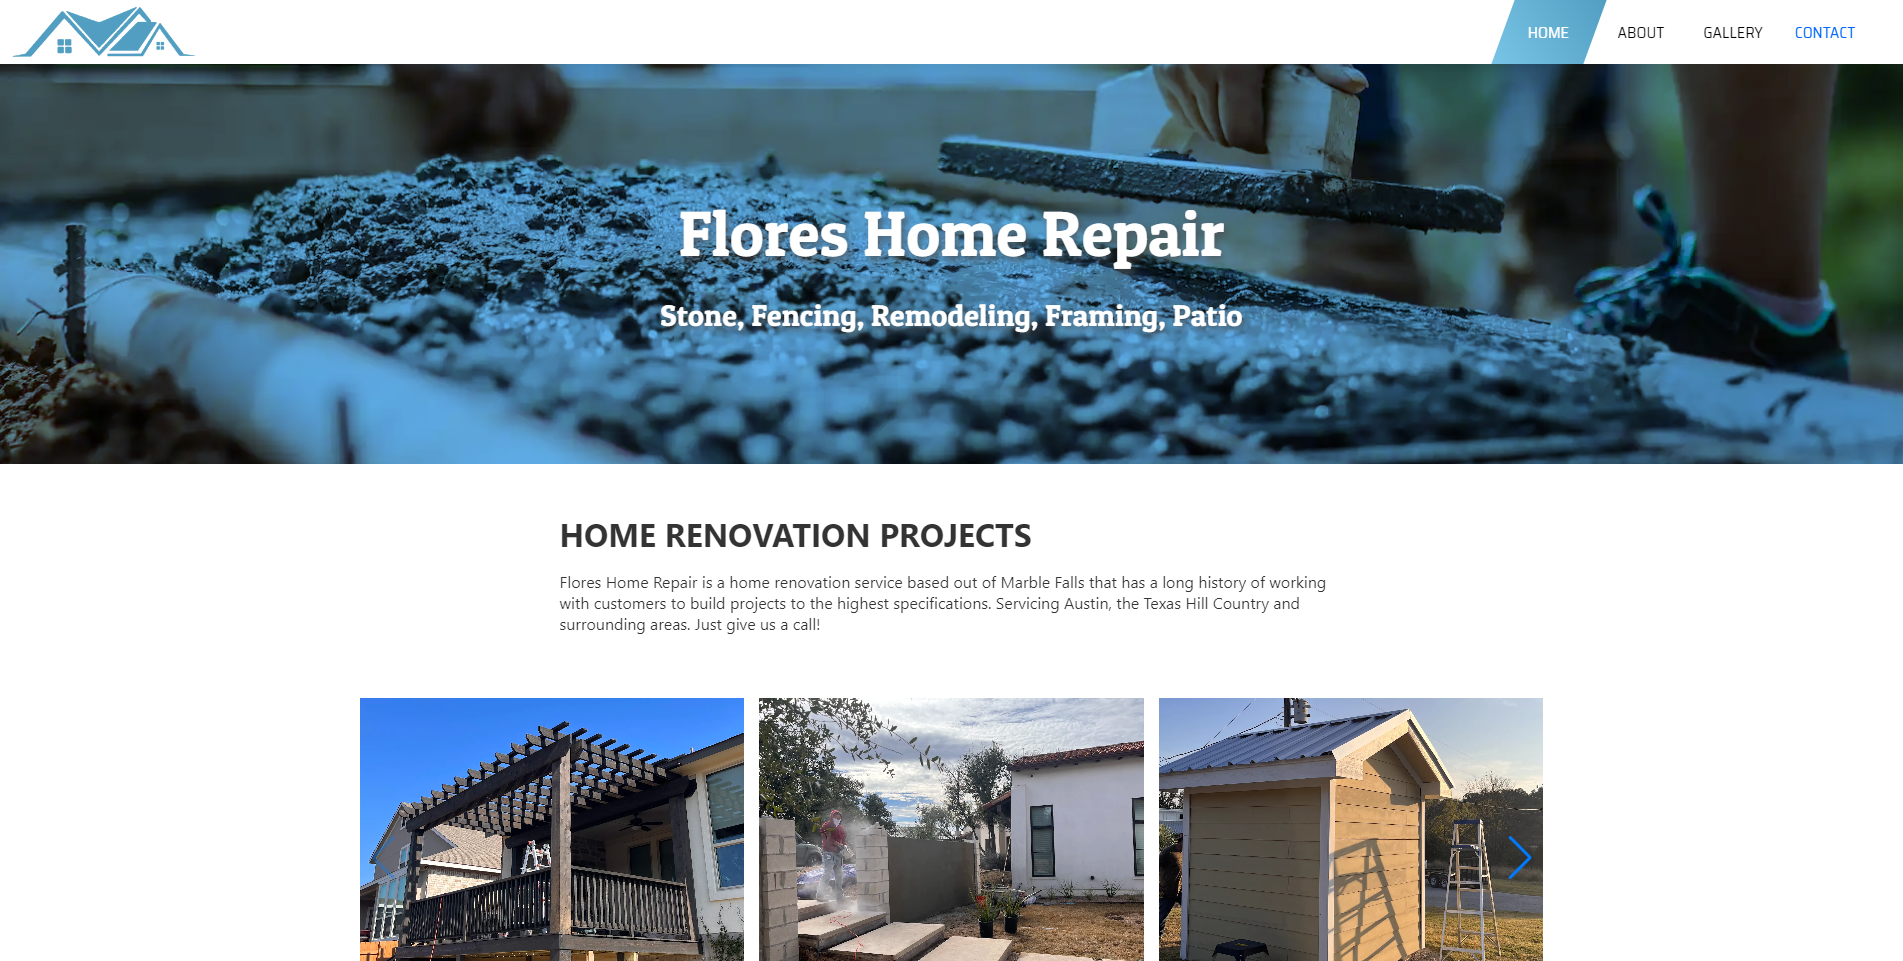 HOME
ABOUT
GALLERY
CONTACT
Flores Home Repair
Stone, Fencing, Remodeling, Framing, Patio
HOME RENOVATION PROJECTS
Flores Home Repair is a home renovation service based out of Marble Falls that has a long history of working
with customers to build projects to the highest specifications. Servicing Austin, the Texas Hill Country and
surrounding areas. Just give us a call!